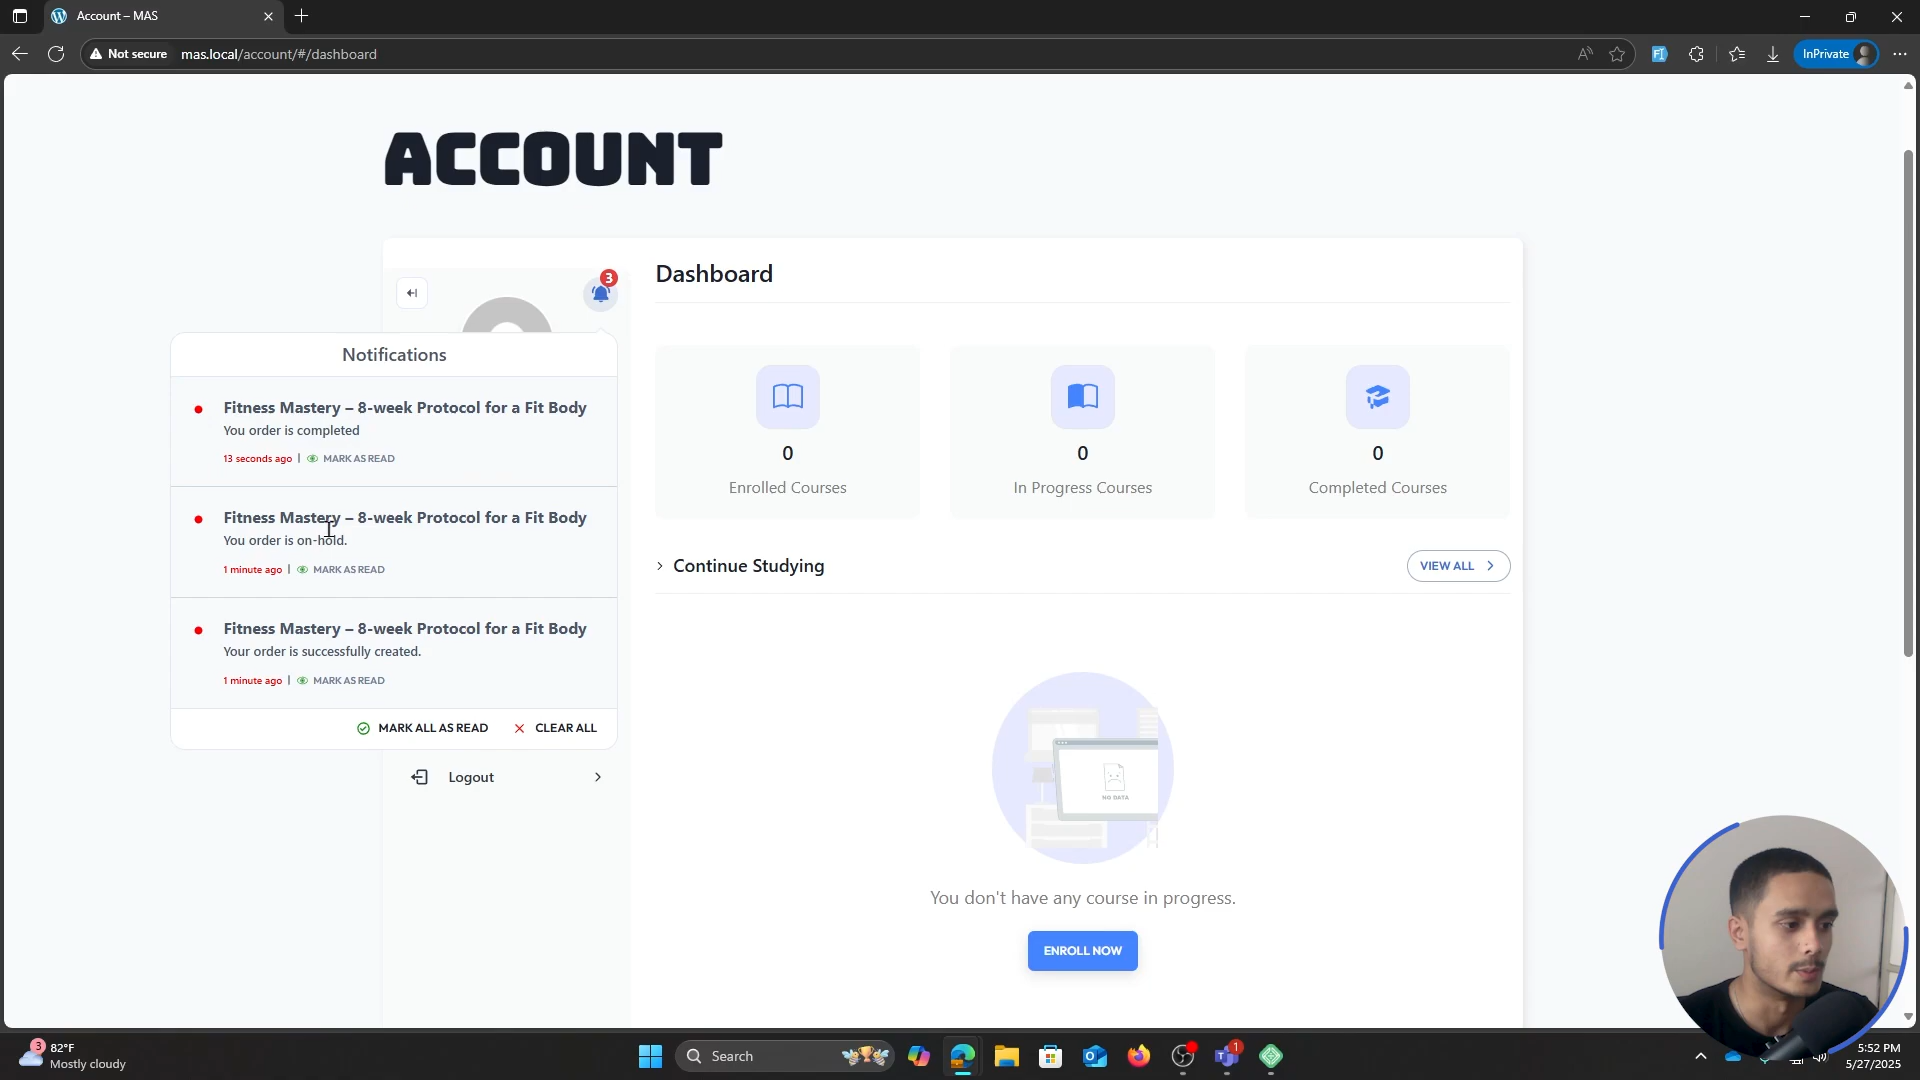 Account – MAS
Not secure
mas.local/account/#/dashboard
InPrivate
ACCOUNT
3
Dashboard
Notifications
Fitness Mastery – 8-week Protocol for a Fit Body
You order is completed
13 seconds ago | MARK AS READ
Fitness Mastery – 8-week Protocol for a Fit Body
You order is on-hold.
1 minute ago | MARK AS READ
Fitness Mastery – 8-week Protocol for a Fit Body
Your order is successfully created.
1 minute ago | MARK AS READ
MARK ALL AS READ
CLEAR ALL
Logout
0
Enrolled Courses
0
In Progress Courses
0
Completed Courses
Continue Studying
VIEW ALL
NO DATA
You don't have any course in progress.
ENROLL NOW
3
82°F
Mostly cloudy
Search
1
5:52 PM
5/27/2025